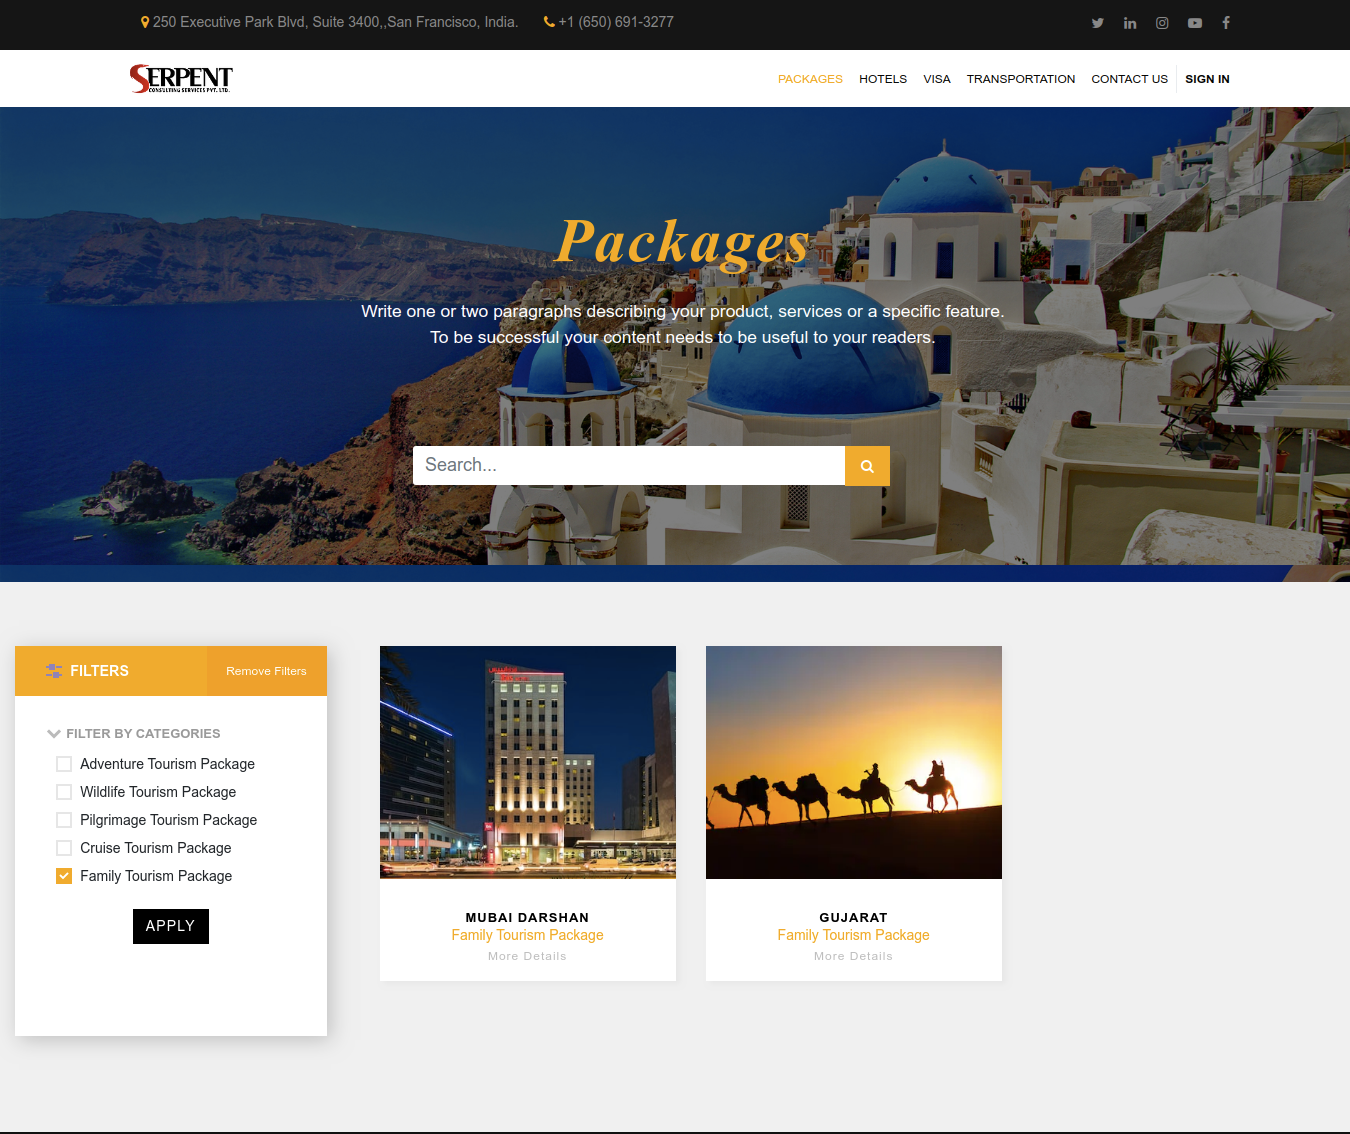 250 Executive Park Blvd, Suite 3400,,San Francisco, India. +1 (650) 691-3277
SERPENT
CONSULTING SERVICES PVT. LTD.
PACKAGES HOTELS VISA TRANSPORTATION CONTACT US SIGN IN
Packages
Write one or two paragraphs describing your product, services or a specific feature.
To be successful your content needs to be useful to your readers.
Search...
FILTERS Remove Filters
FILTER BY CATEGORIES
Adventure Tourism Package
Wildlife Tourism Package
Pilgrimage Tourism Package
Cruise Tourism Package
Family Tourism Package
APPLY
MUBAI DARSHAN
Family Tourism Package
More Details
GUJARAT
Family Tourism Package
More Details